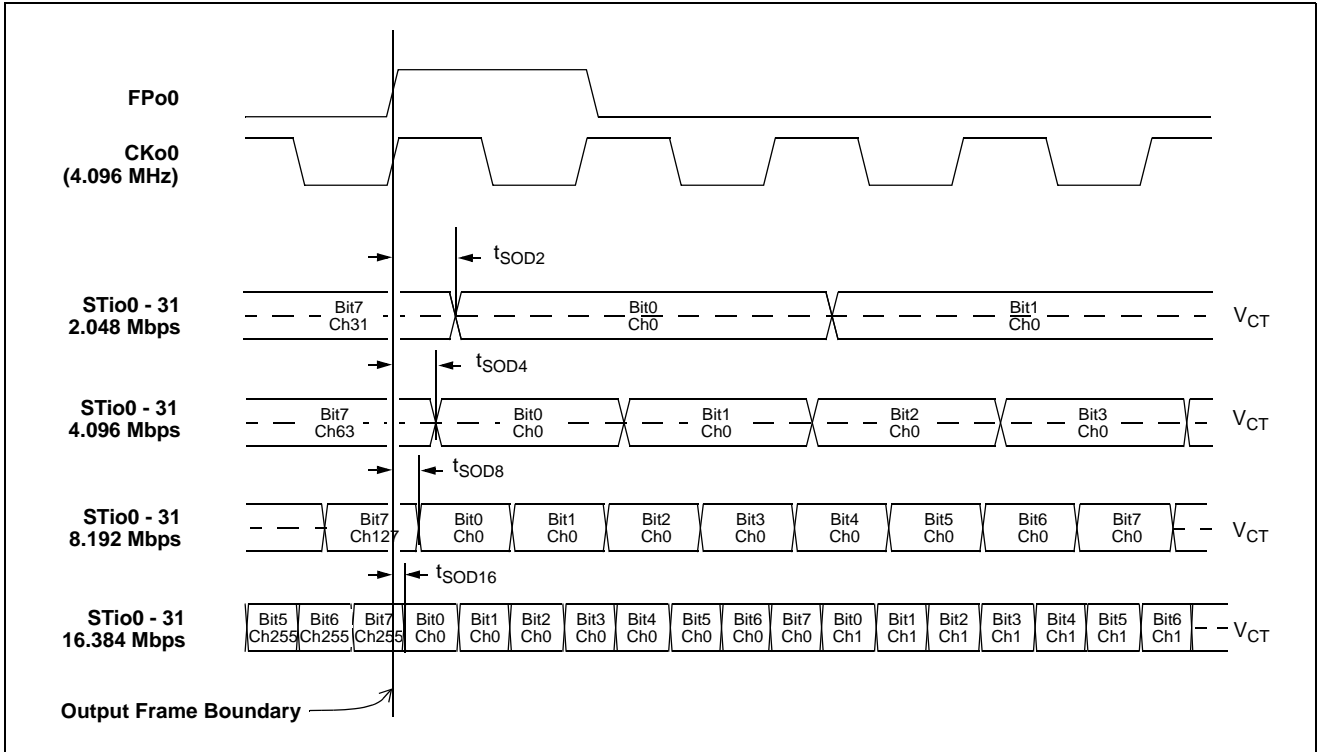 FPo0
CKo0
(4.096 MHz)
tSOD2
STio0 - 31
2.048 Mbps
Bit7
Ch31
Bit0
Ch0
Bit1
Ch0
VCT
tSOD4
STio0 - 31
4.096 Mbps
Bit7
Ch63
Bit0
Ch0
Bit1
Ch0
Bit2
Ch0
Bit3
Ch0
VCT
tSOD8
STio0 - 31
8.192 Mbps
Bit7
Ch127
Bit0
Ch0
Bit1
Ch0
Bit2
Ch0
Bit3
Ch0
Bit4
Ch0
Bit5
Ch0
Bit6
Ch0
Bit7
Ch0
VCT
tSOD16
STio0 - 31
16.384 Mbps
Bit5
Ch255
Bit6
Ch255
Bit7
Ch255
Bit0
Ch0
Bit1
Ch0
Bit2
Ch0
Bit3
Ch0
Bit4
Ch0
Bit5
Ch0
Bit6
Ch0
Bit7
Ch0
Bit0
Ch1
Bit1
Ch1
Bit2
Ch1
Bit3
Ch1
Bit4
Ch1
Bit5
Ch1
Bit6
Ch1
VCT
Output Frame Boundary